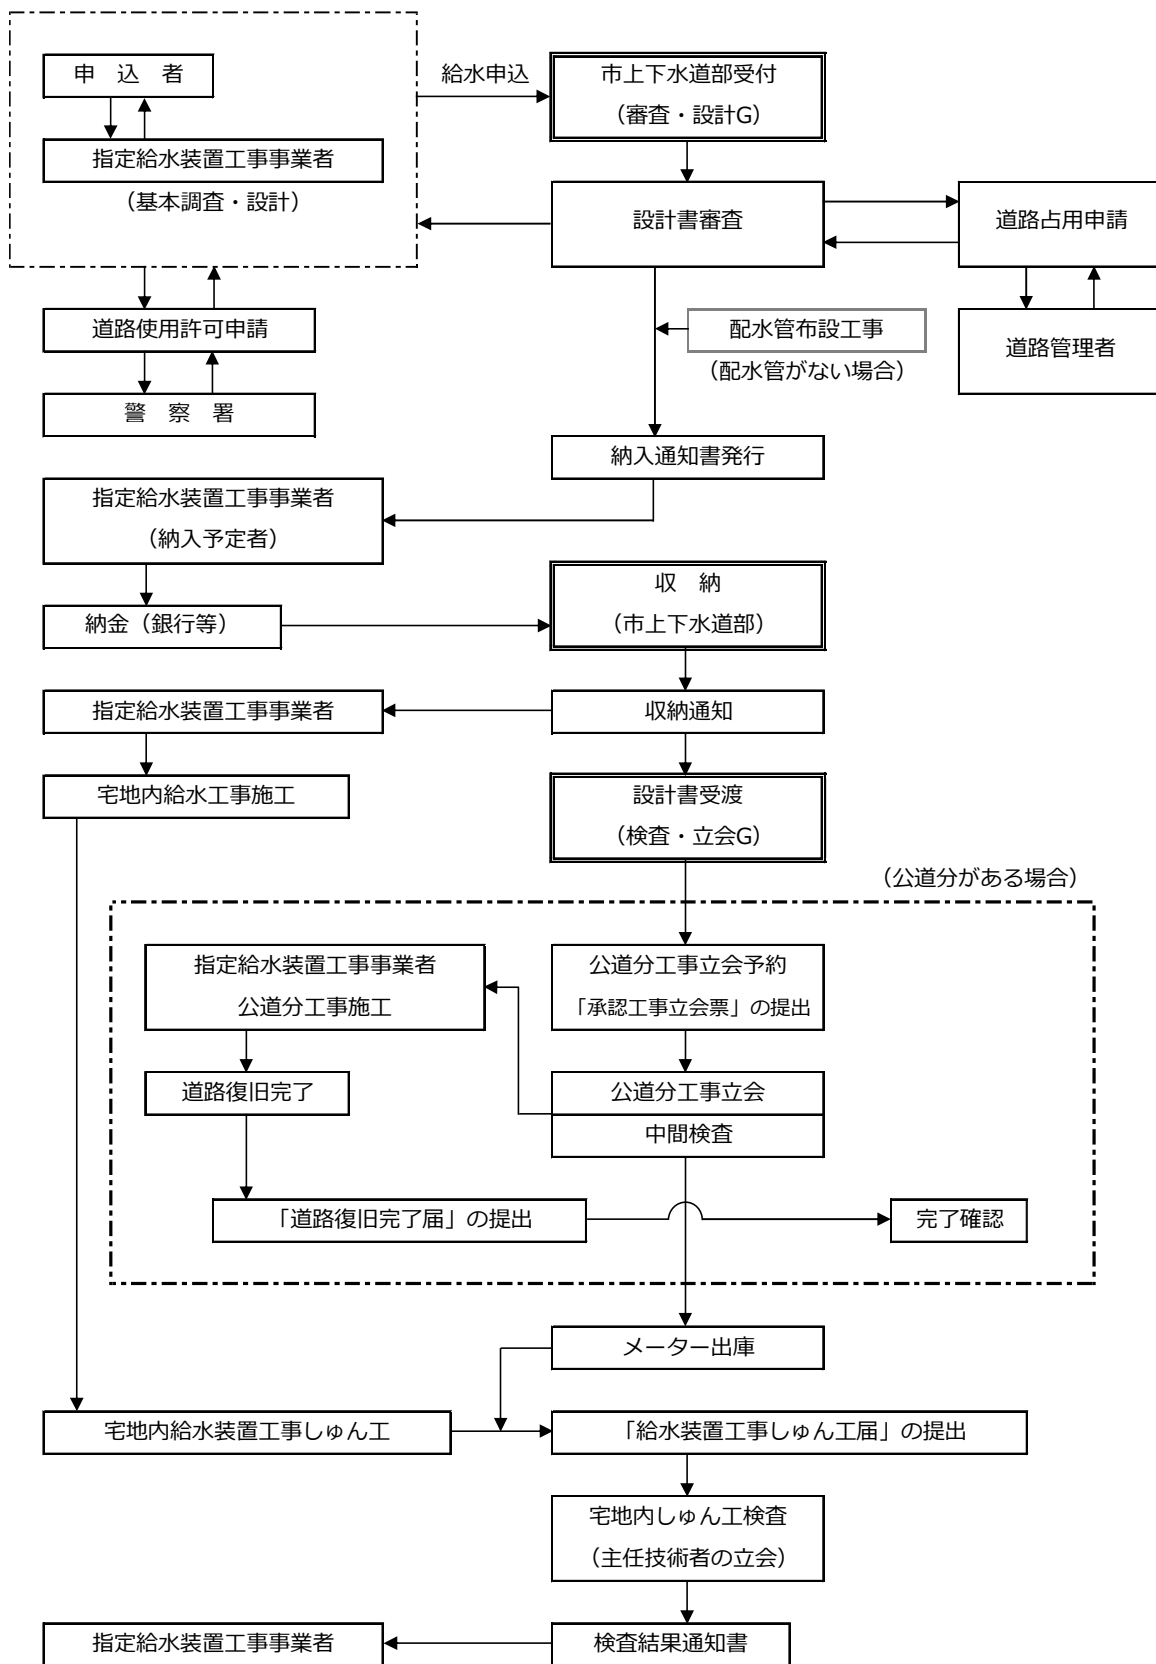 申　込　者
指定給水装置工事事業者
（基本調査・設計）
給水申込
市上下水道部受付
（審査・設計G）
設計書審査
道路占用申請
道路管理者
道路使用許可申請
警　察　署
配水管布設工事
（配水管がない場合）
納入通知書発行
指定給水装置工事事業者
（納入予定者）
納金（銀行等）
収　納
（市上下水道部）
指定給水装置工事事業者
収納通知
宅地内給水工事施工
設計書受渡
（検査・立会G）
（公道分がある場合）
指定給水装置工事事業者
公道分工事施工
公道分工事立会予約
「承認工事立会票」の提出
道路復旧完了
公道分工事立会
中間検査
「道路復旧完了届」の提出
完了確認
メーター出庫
宅地内給水装置工事しゅん工
「給水装置工事しゅん工届」の提出
宅地内しゅん工検査
（主任技術者の立会）
指定給水装置工事事業者
検査結果通知書